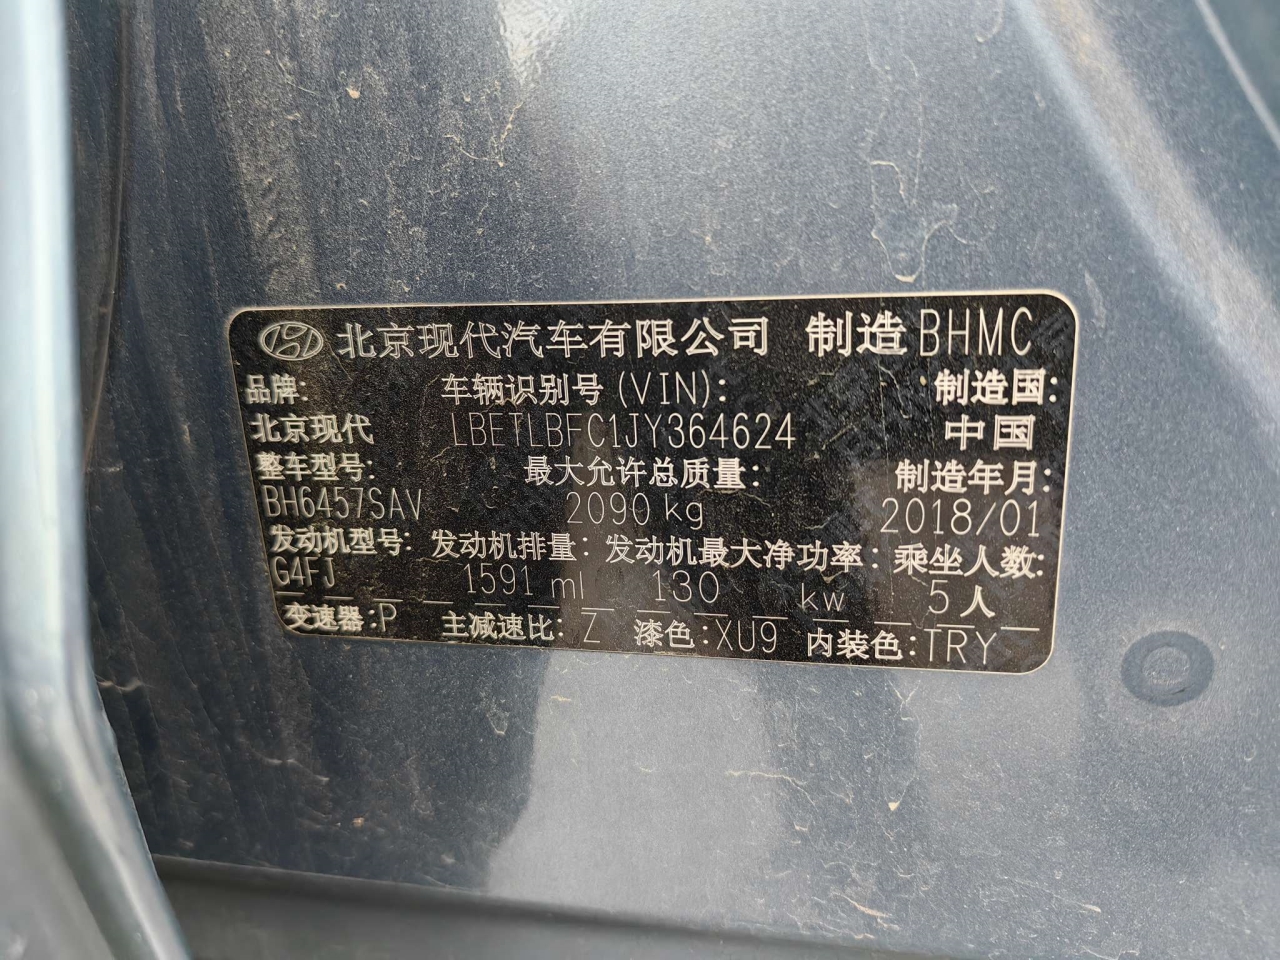 北京现代汽车有限公司 制造 BHMC
品牌: 车辆识别号(VIN): 制造国:
北京现代 LBETLBFC1JY364624 中国
整车型号: 最大允许总质量: 制造年月:
BH6457SAV 2090 kg 2018/01
发动机型号: 发动机排量: 发动机最大净功率: 乘坐人数:
G4FJ 1591 ml 130 kw 5人
变速器:P 主减速比: Z 漆色:XU9 内装色:TRY